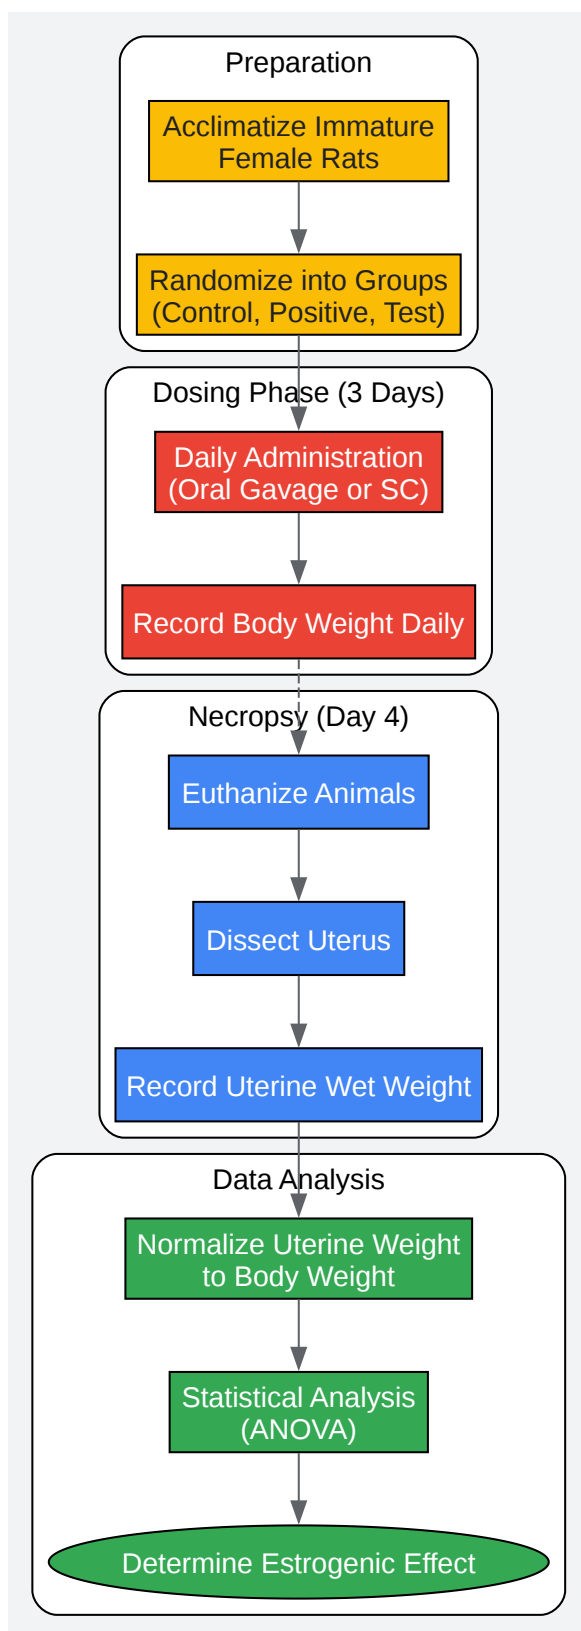 Preparation
Acclimatize Immature
Female Rats
Randomize into Groups
(Control, Positive, Test)
Dosing Phase (3 Days)
Daily Administration
(Oral Gavage or SC)
Record Body Weight Daily
Necropsy (Day 4)
Euthanize Animals
Dissect Uterus
Record Uterine Wet Weight
Data Analysis
Normalize Uterine Weight
to Body Weight
Statistical Analysis
(ANOVA)
Determine Estrogenic Effect